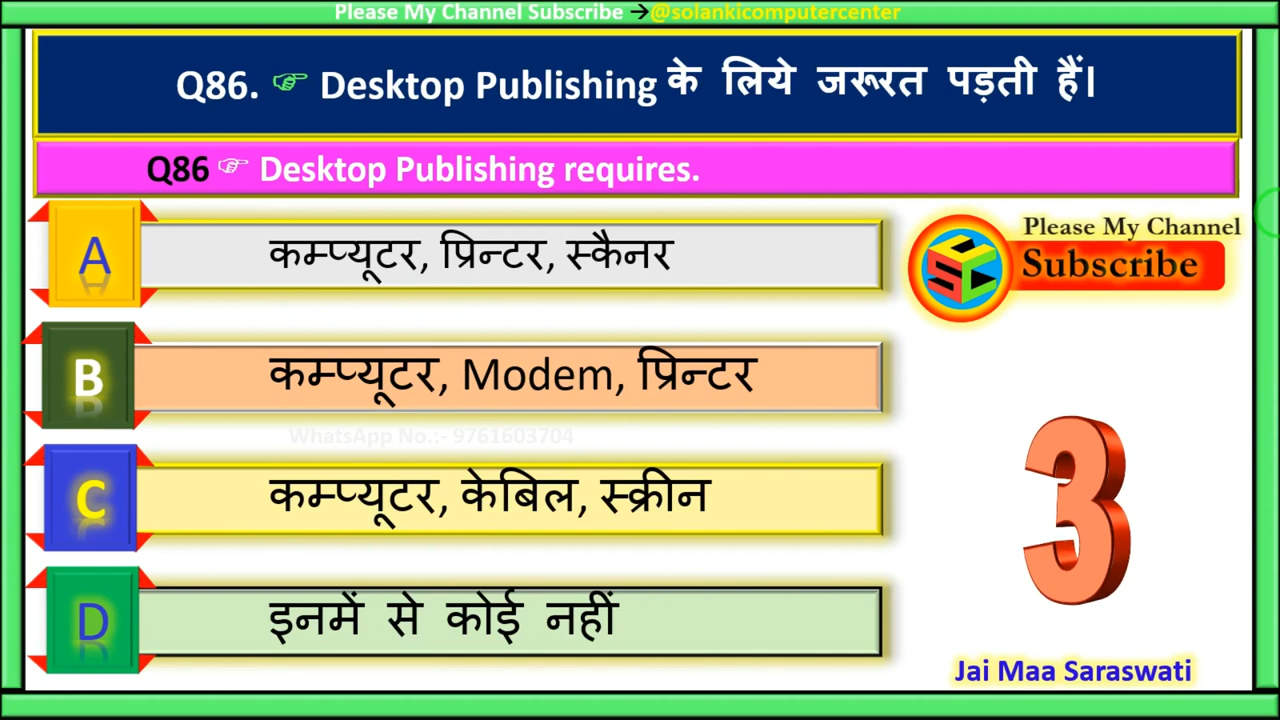 Please My Channel Subscribe →@solankicomputercenter
Q86. ☞ Desktop Publishing के लिये जरूरत पड़ती हैं।
Q86 ☞ Desktop Publishing requires.
A कम्प्यूटर, प्रिन्टर, स्कैनर
Please My Channel
Subscribe
SCC
B कम्प्यूटर, Modem, प्रिन्टर
WhatsApp No.:- 9761603704
C कम्प्यूटर, केबिल, स्क्रीन
3
D इनमें से कोई नहीं
Jai Maa Saraswati